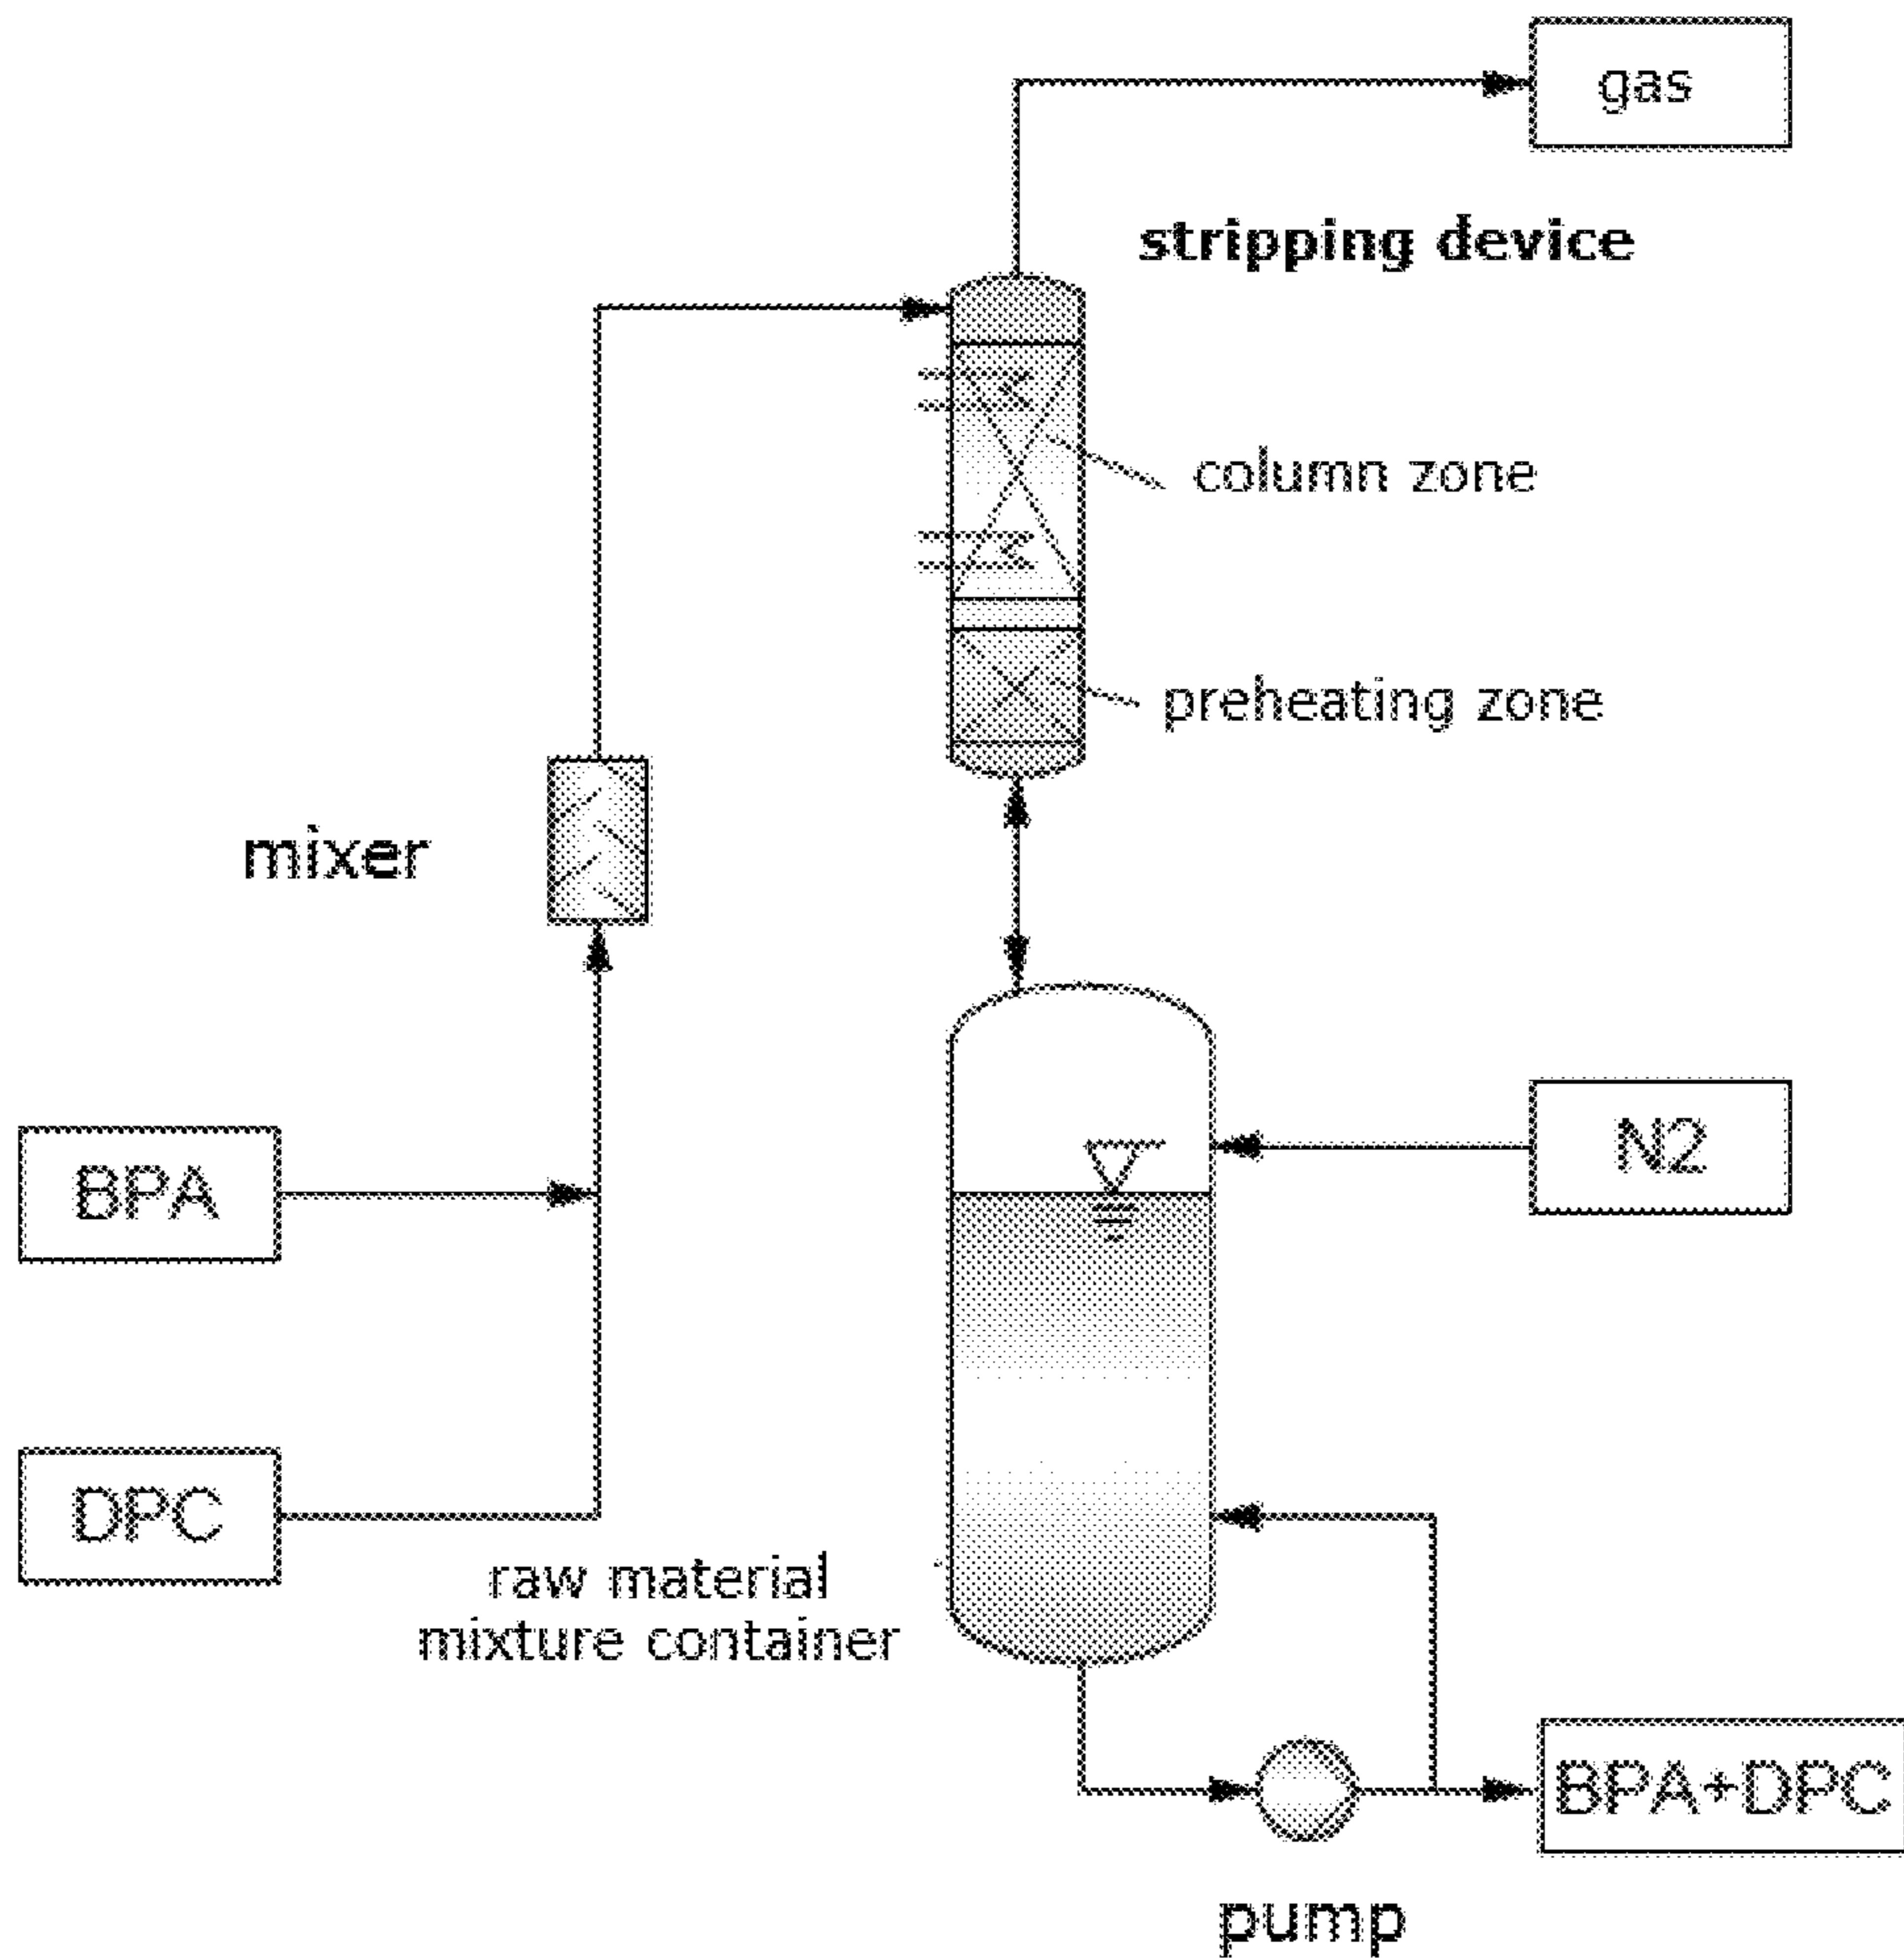 gas
stripping device
column zone
preheating zone
mixer
BPA
N2
DPC
raw material
mixture container
BPA+DPC
pump